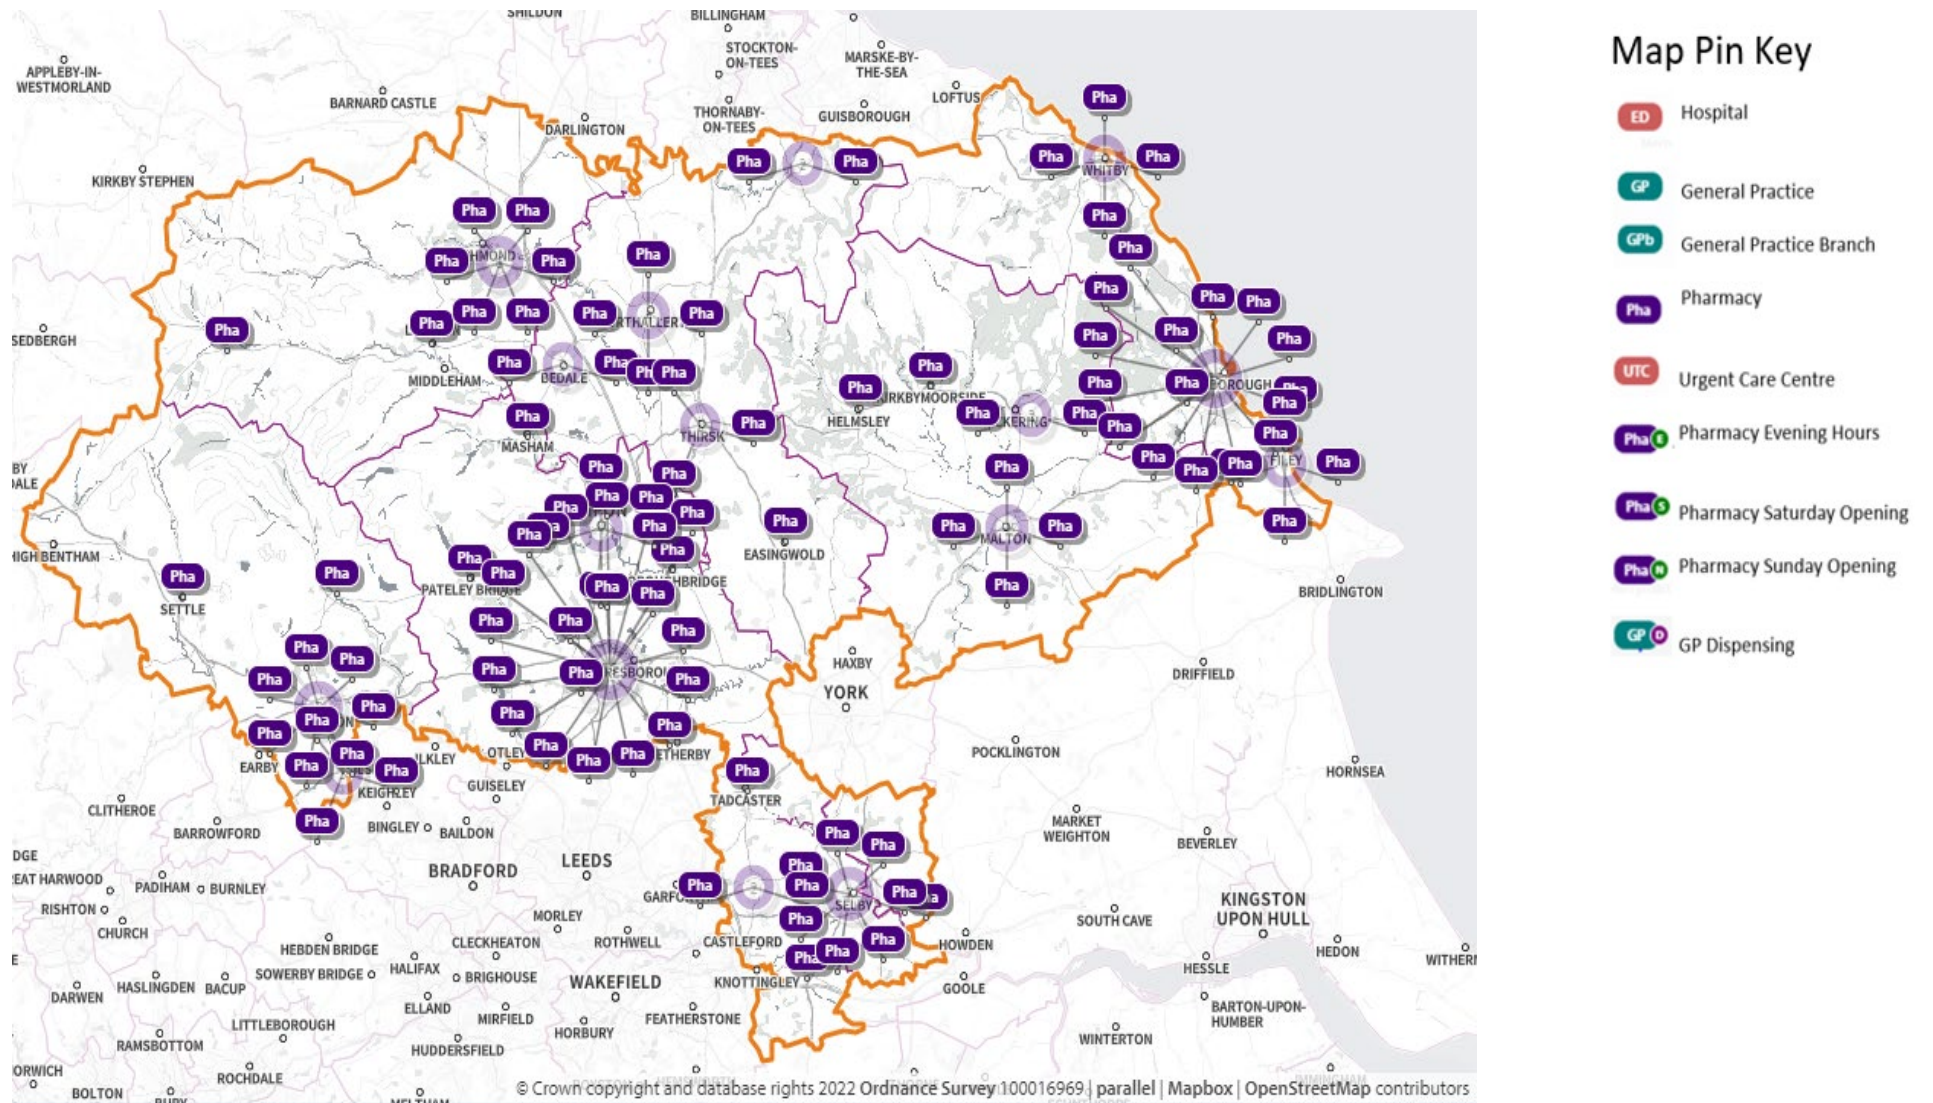 SHILDON
BILLINGHAM
STOCKTON-
ON-TEES
MARSKE-BY-
THE-SEA
APPLEBY-IN-
WESTMORLAND
BARNARD CASTLE
LOFTUS
THORNABY-
ON-TEES
GUISBOROUGH
DARLINGTON
KIRKBY STEPHEN
WHITBY
SEDBERGH
MIDDLEHAM
BEDALE
KIRKBYMOORSIDE
HELMSLEY
THIRSK
MASHAM
FILEY
HIGH BENTHAM
EASINGWOLD
MALTON
PATELEY BRIDGE
SETTLE
BRIDLINGTON
HAXBY
YORK
DRIFFIELD
EARBY
OTLEY
POCKLINGTON
GUISELEY
KEIGHLEY
HORNSEA
TADCASTER
CLITHEROE
BARROWFORD
BINGLEY
BAILDON
MARKET
WEIGHTON
BEVERLEY
BRADFORD
LEEDS
PADIHAM
BURNLEY
SELBY
RISHTON
CHURCH
MORLEY
SOUTH CAVE
KINGSTON
UPON HULL
HEBDEN BRIDGE
CLECKHEATON
ROTHWELL
CASTLEFORD
HOWDEN
HEDON
SOWERBY BRIDGE
HALIFAX
BRIGHOUSE
WAKEFIELD
KNOTTINGLEY
GOOLE
HESSLE
DARWEN
HASLINGDEN
BACUP
ELLAND
MIRFIELD
HORBURY
FEATHERSTONE
BARTON-UPON-
HUMBER
LITTLEBOROUGH
RAMSBOTTOM
HUDDERSFIELD
WINTERTON
ROCHDALE
BOLTON
© Crown copyright and database rights 2022 Ordnance Survey 100016969 | parallel | Mapbox | OpenStreetMap contributors
Map Pin Key
ED Hospital
GP General Practice
GPb General Practice Branch
Pha Pharmacy
UTC Urgent Care Centre
Pha E Pharmacy Evening Hours
Pha S Pharmacy Saturday Opening
Pha N Pharmacy Sunday Opening
GP D GP Dispensing